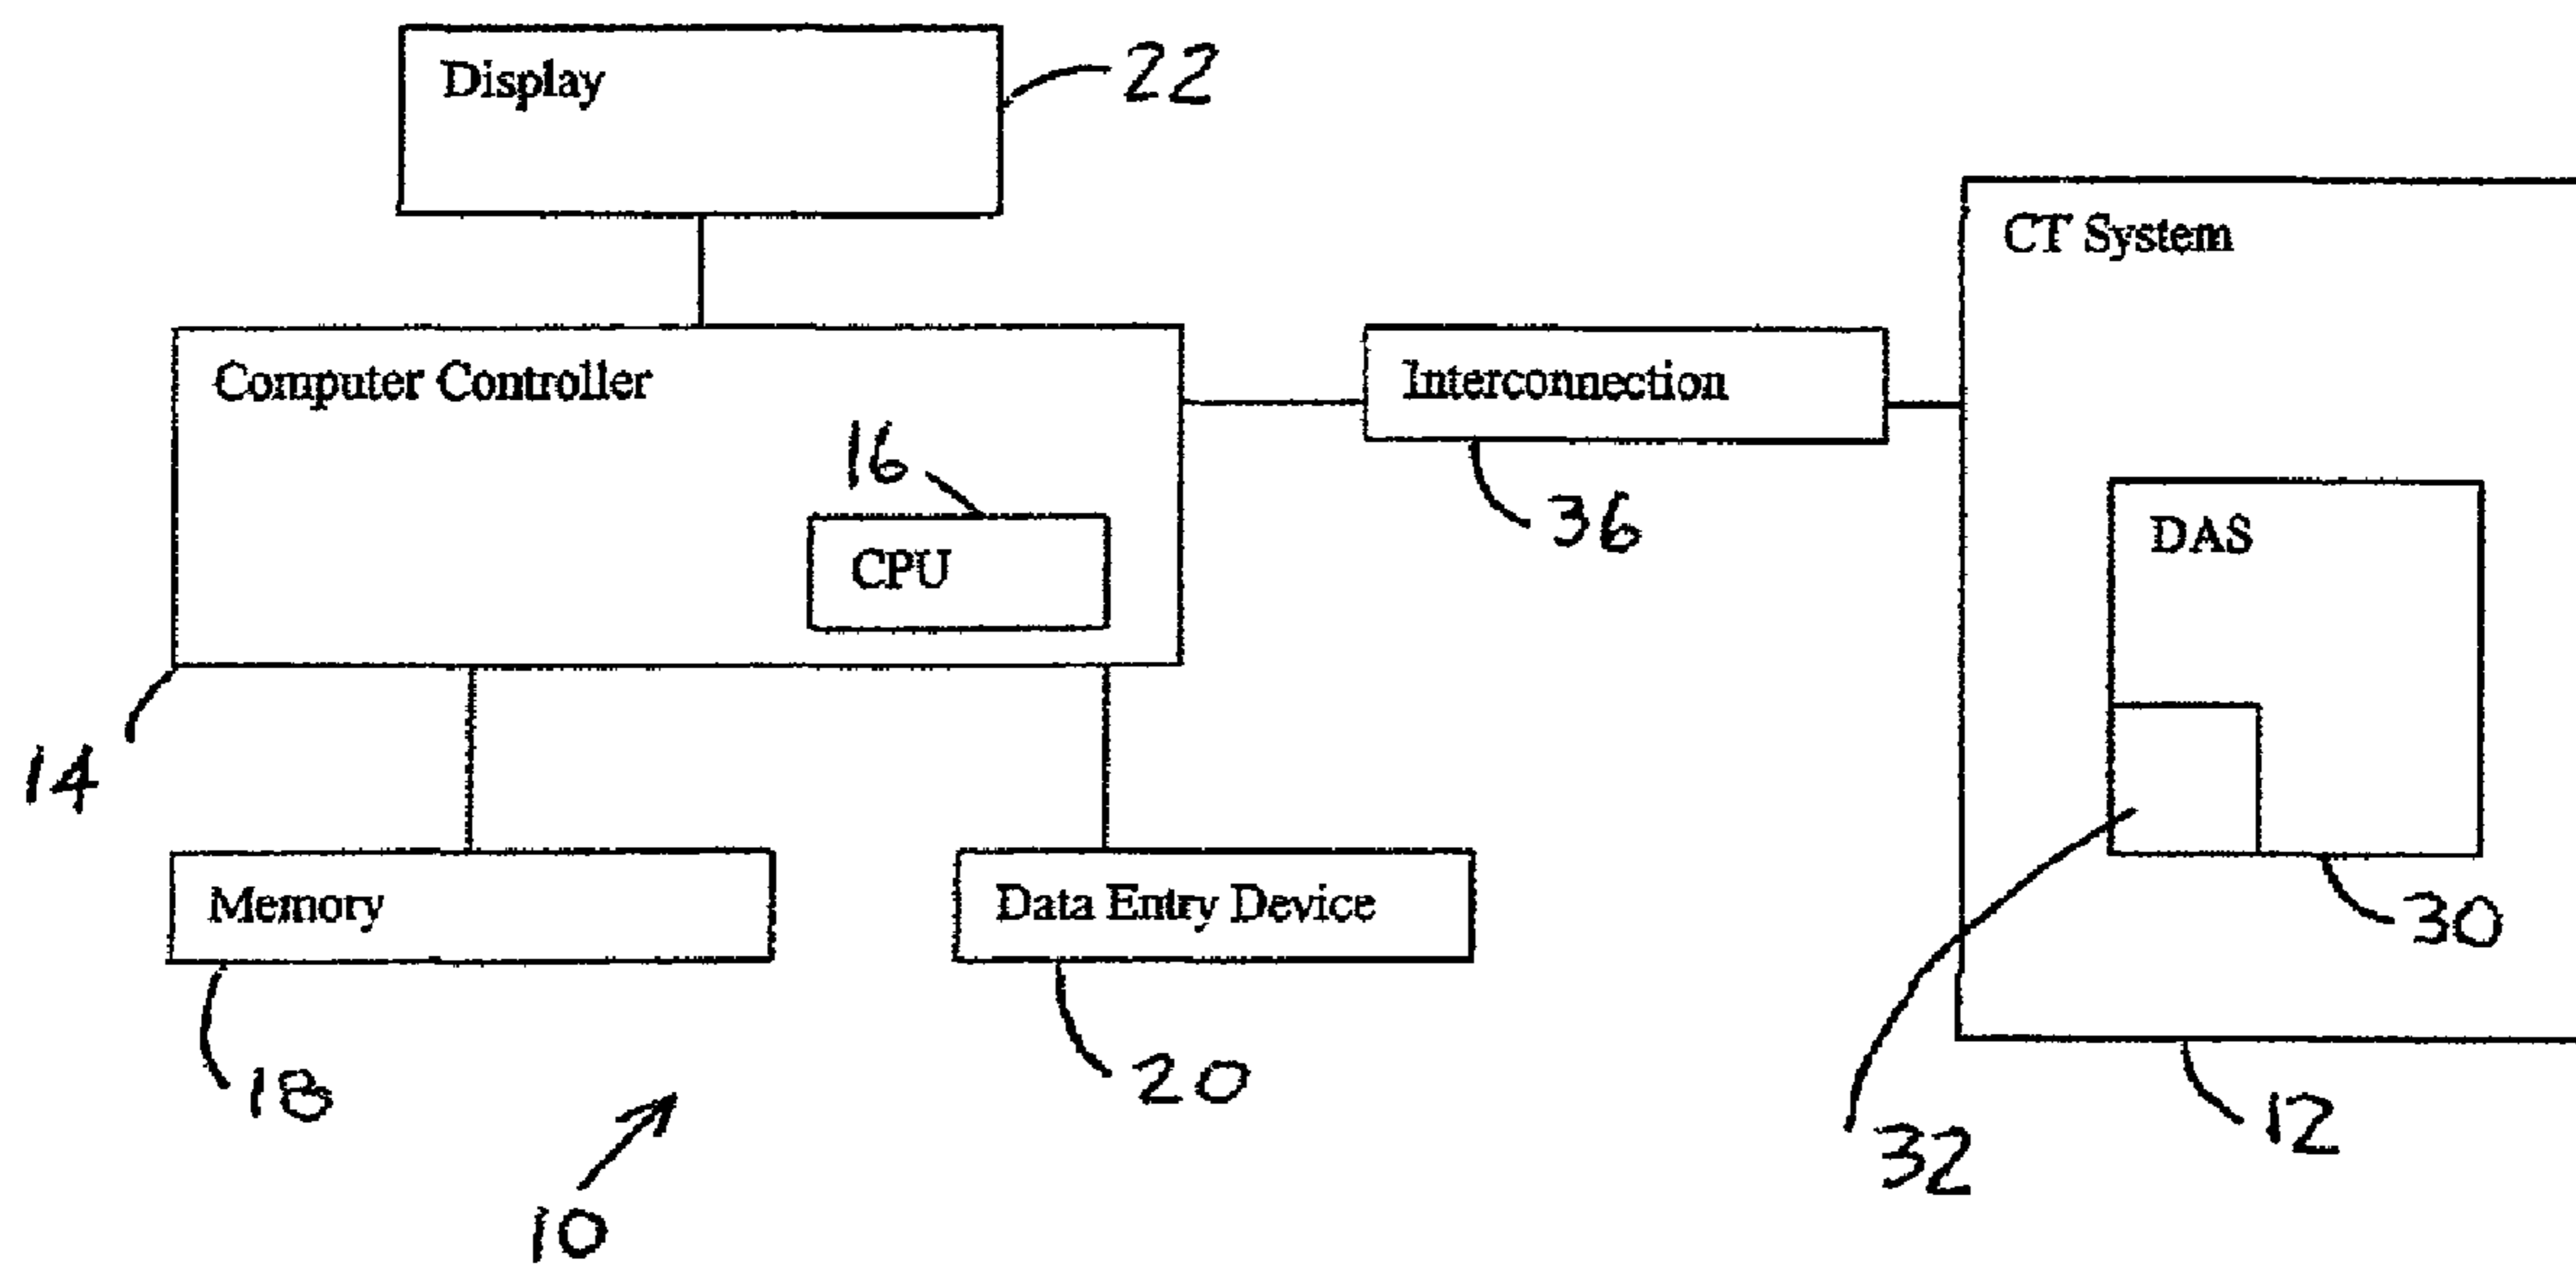 Display
22
CT System
Computer Controller
Interconnection
16
36
CPU
DAS
14
Memory
Data Entry Device
30
18
20
12
32
10